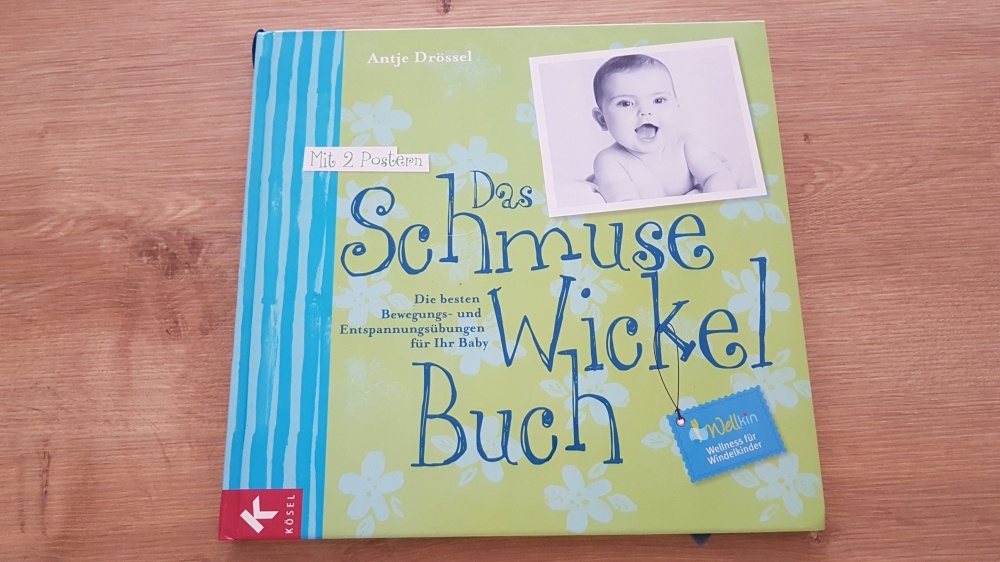 Antje Drössel
Mit 2 Postern
Das
Schmuse
Wickel
Buch
Die besten
Bewegungs- und
Entspannungsübungen
für Ihr Baby
Wellkin
Wellness für
Windelkinder
KÖSEL